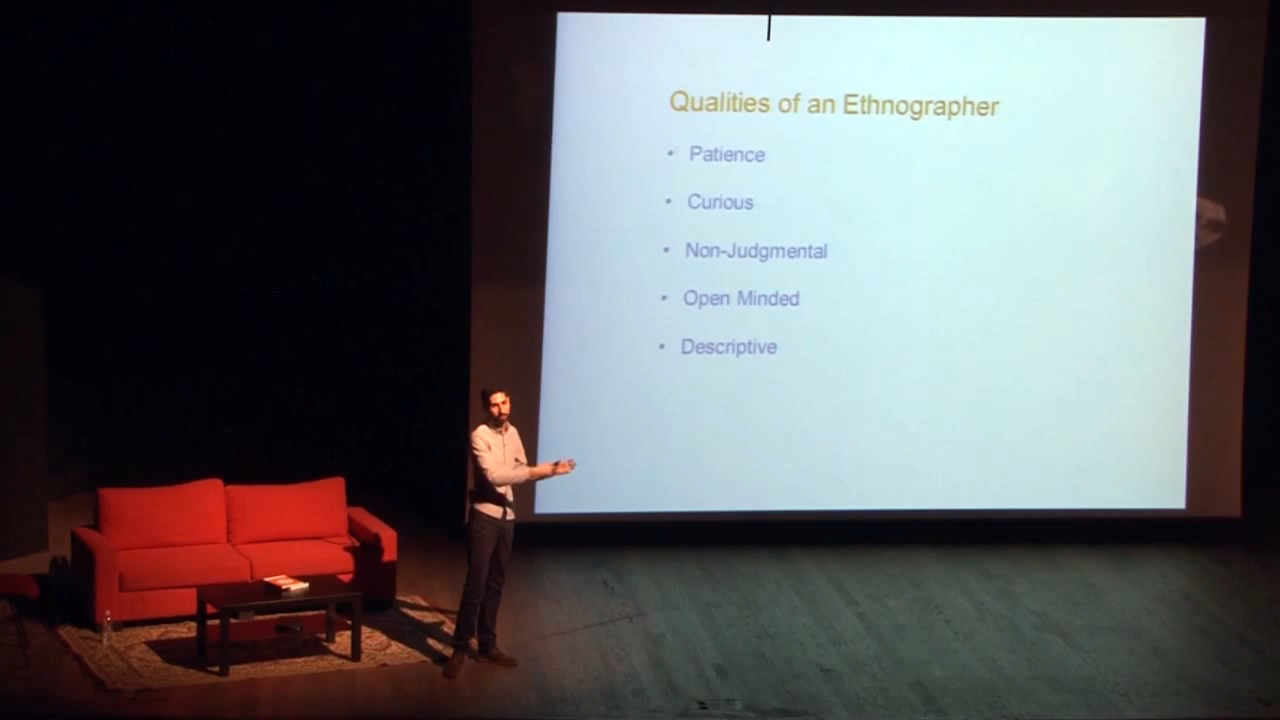 Qualities of an Ethnographer
• Patience
• Curious
• Non-Judgmental
• Open Minded
• Descriptive